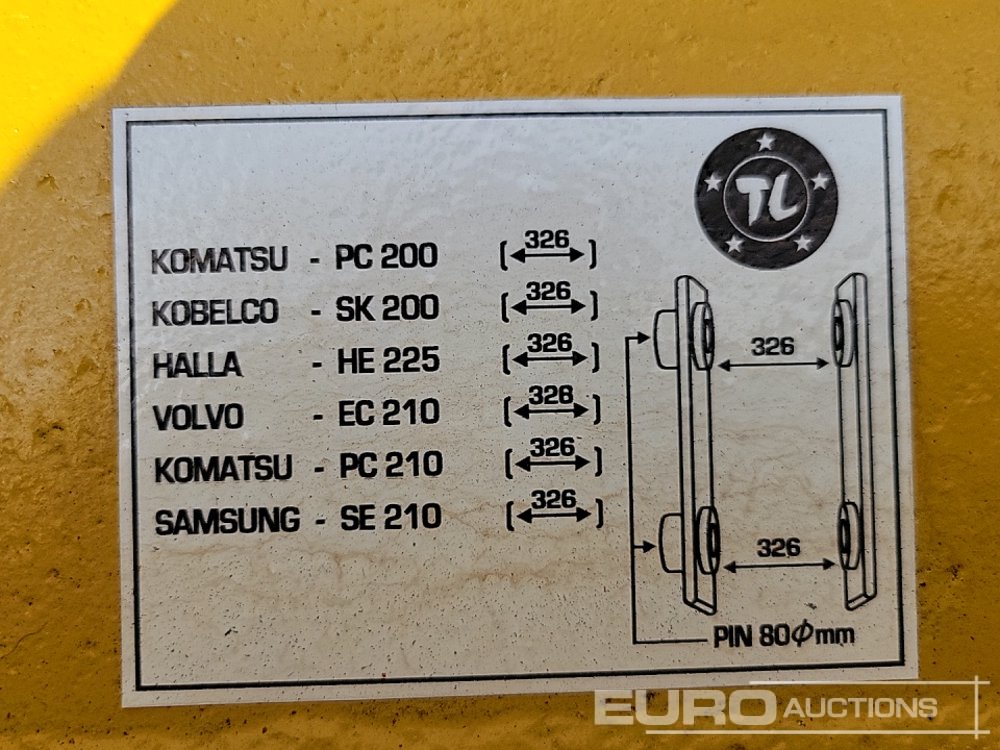 TL
KOMATSU - PC 200 [326]
KOBELCO - SK 200 [326]
HALLA - HE 225 [326]
VOLVO - EC 210 [326]
KOMATSU - PC 210 [326]
SAMSUNG - SE 210 [326]
326
326
PIN 80ϕmm
EURO AUCTIONS